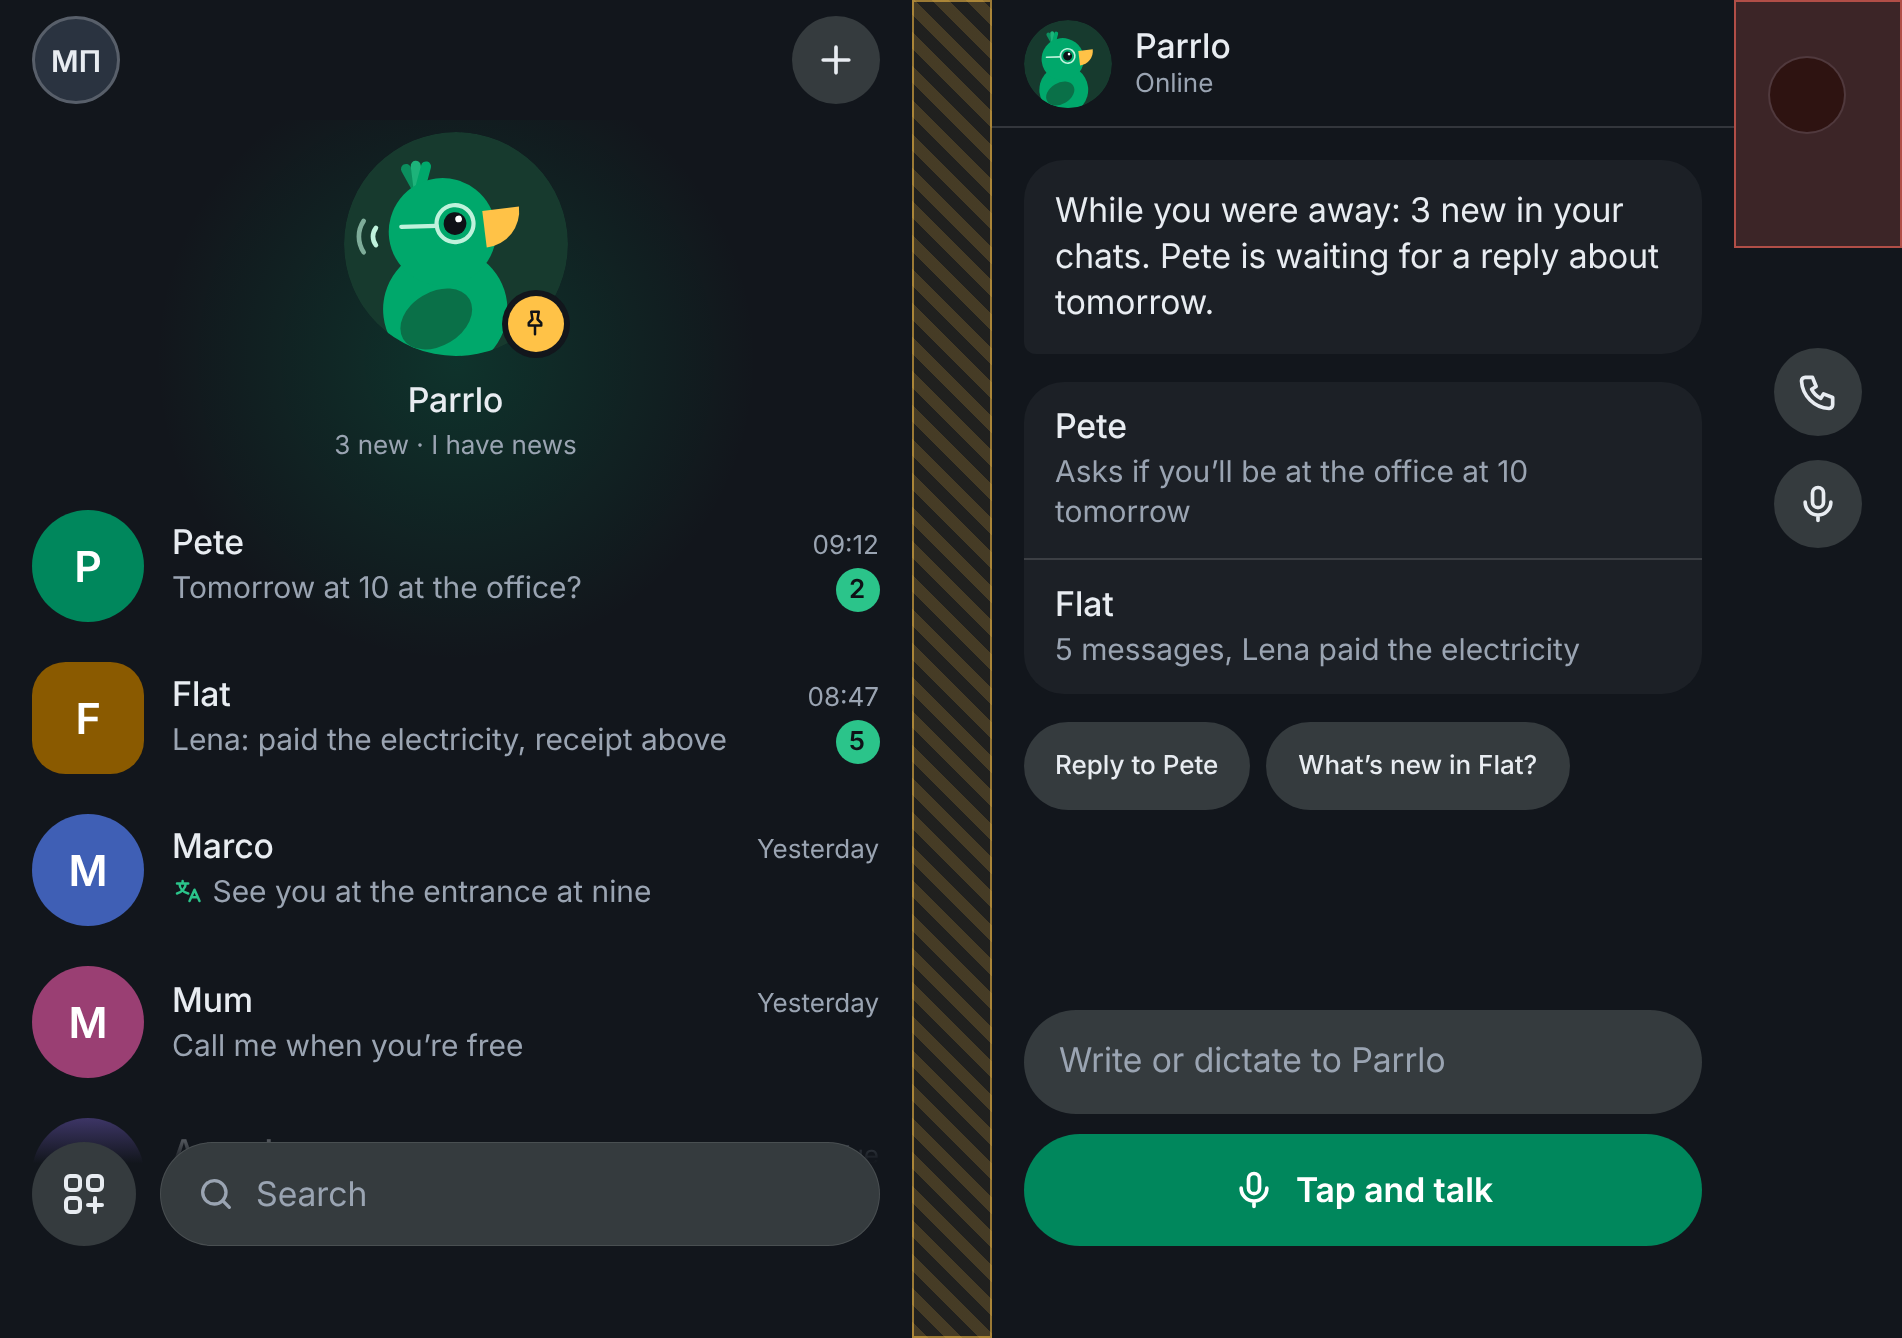 МП
Parrlo
3 new · I have news
P
Pete
09:12
Tomorrow at 10 at the office?
2
F
Flat
08:47
Lena: paid the electricity, receipt above
5
M
Marco
Yesterday
See you at the entrance at nine
M
Mum
Yesterday
Call me when you’re free
Search
Parrlo
Online
While you were away: 3 new in your
chats. Pete is waiting for a reply about
tomorrow.
Pete
Asks if you’ll be at the office at 10
tomorrow
Flat
5 messages, Lena paid the electricity
Reply to Pete
What’s new in Flat?
Write or dictate to Parrlo
Tap and talk